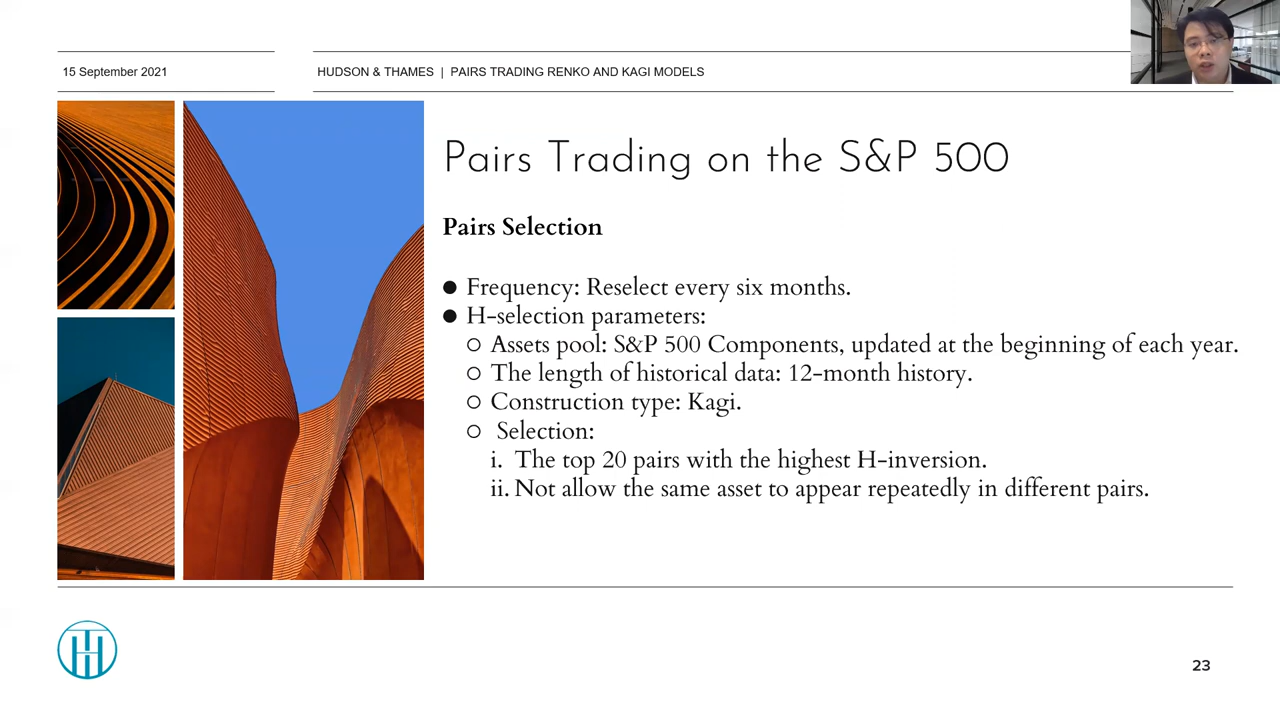 15 September 2021
HUDSON & THAMES | PAIRS TRADING RENKO AND KAGI MODELS
Pairs Trading on the S&P 500
Pairs Selection
● Frequency: Reselect every six months.
● H-selection parameters:
○ Assets pool: S&P 500 Components, updated at the beginning of each year.
○ The length of historical data: 12-month history.
○ Construction type: Kagi.
○ Selection:
i. The top 20 pairs with the highest H-inversion.
ii. Not allow the same asset to appear repeatedly in different pairs.
23